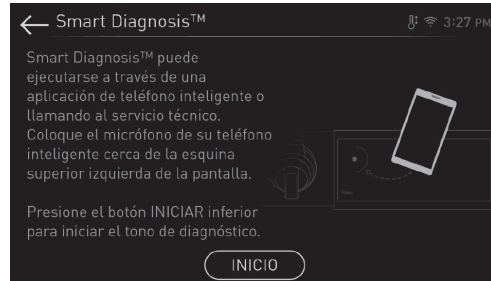 Smart Diagnosis™
3:27 PM
Smart Diagnosis™ puede
ejecutarse a través de una
aplicación de teléfono inteligente o
llamando al servicio técnico.
Coloque el micrófono de su teléfono
inteligente cerca de la esquina
superior izquierda de la pantalla.
Presione el botón INICIAR inferior
para iniciar el tono de diagnóstico.
INICIO